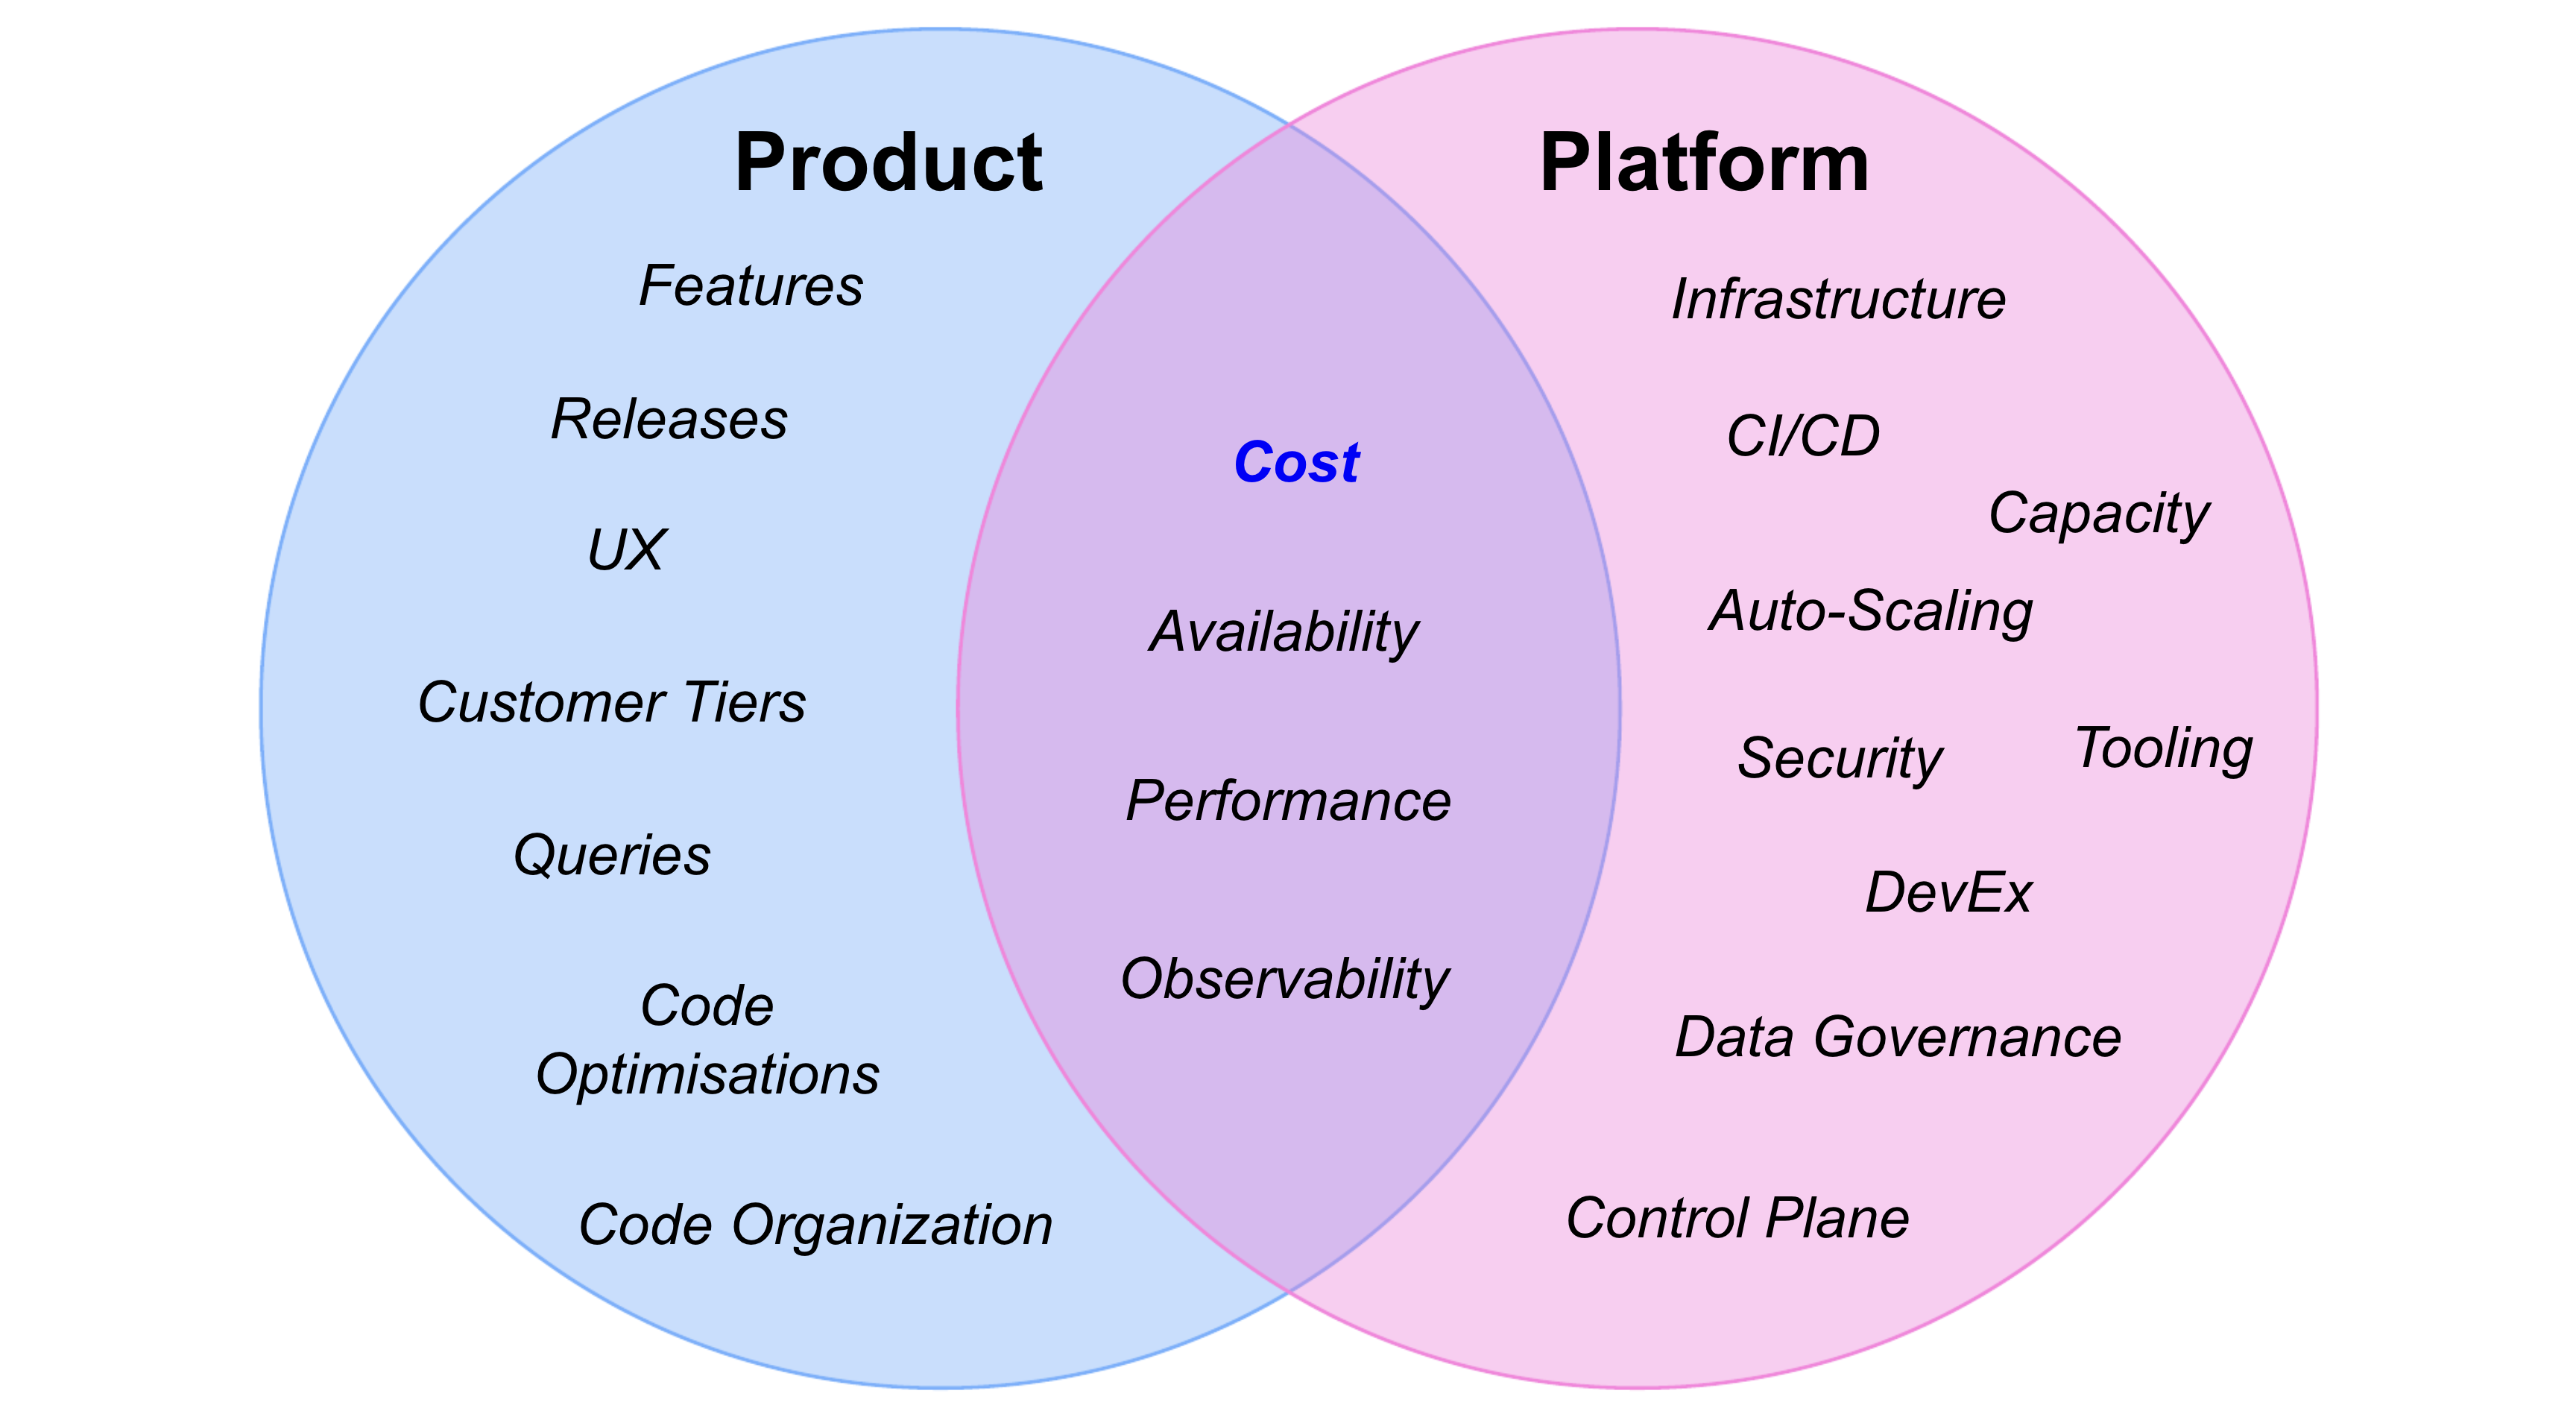 Product
Features
Releases
UX
Customer Tiers
Queries
Code
Optimisations
Code Organization
Cost
Availability
Performance
Observability
Platform
Infrastructure
CI/CD
Capacity
Auto-Scaling
Security
Tooling
DevEx
Data Governance
Control Plane